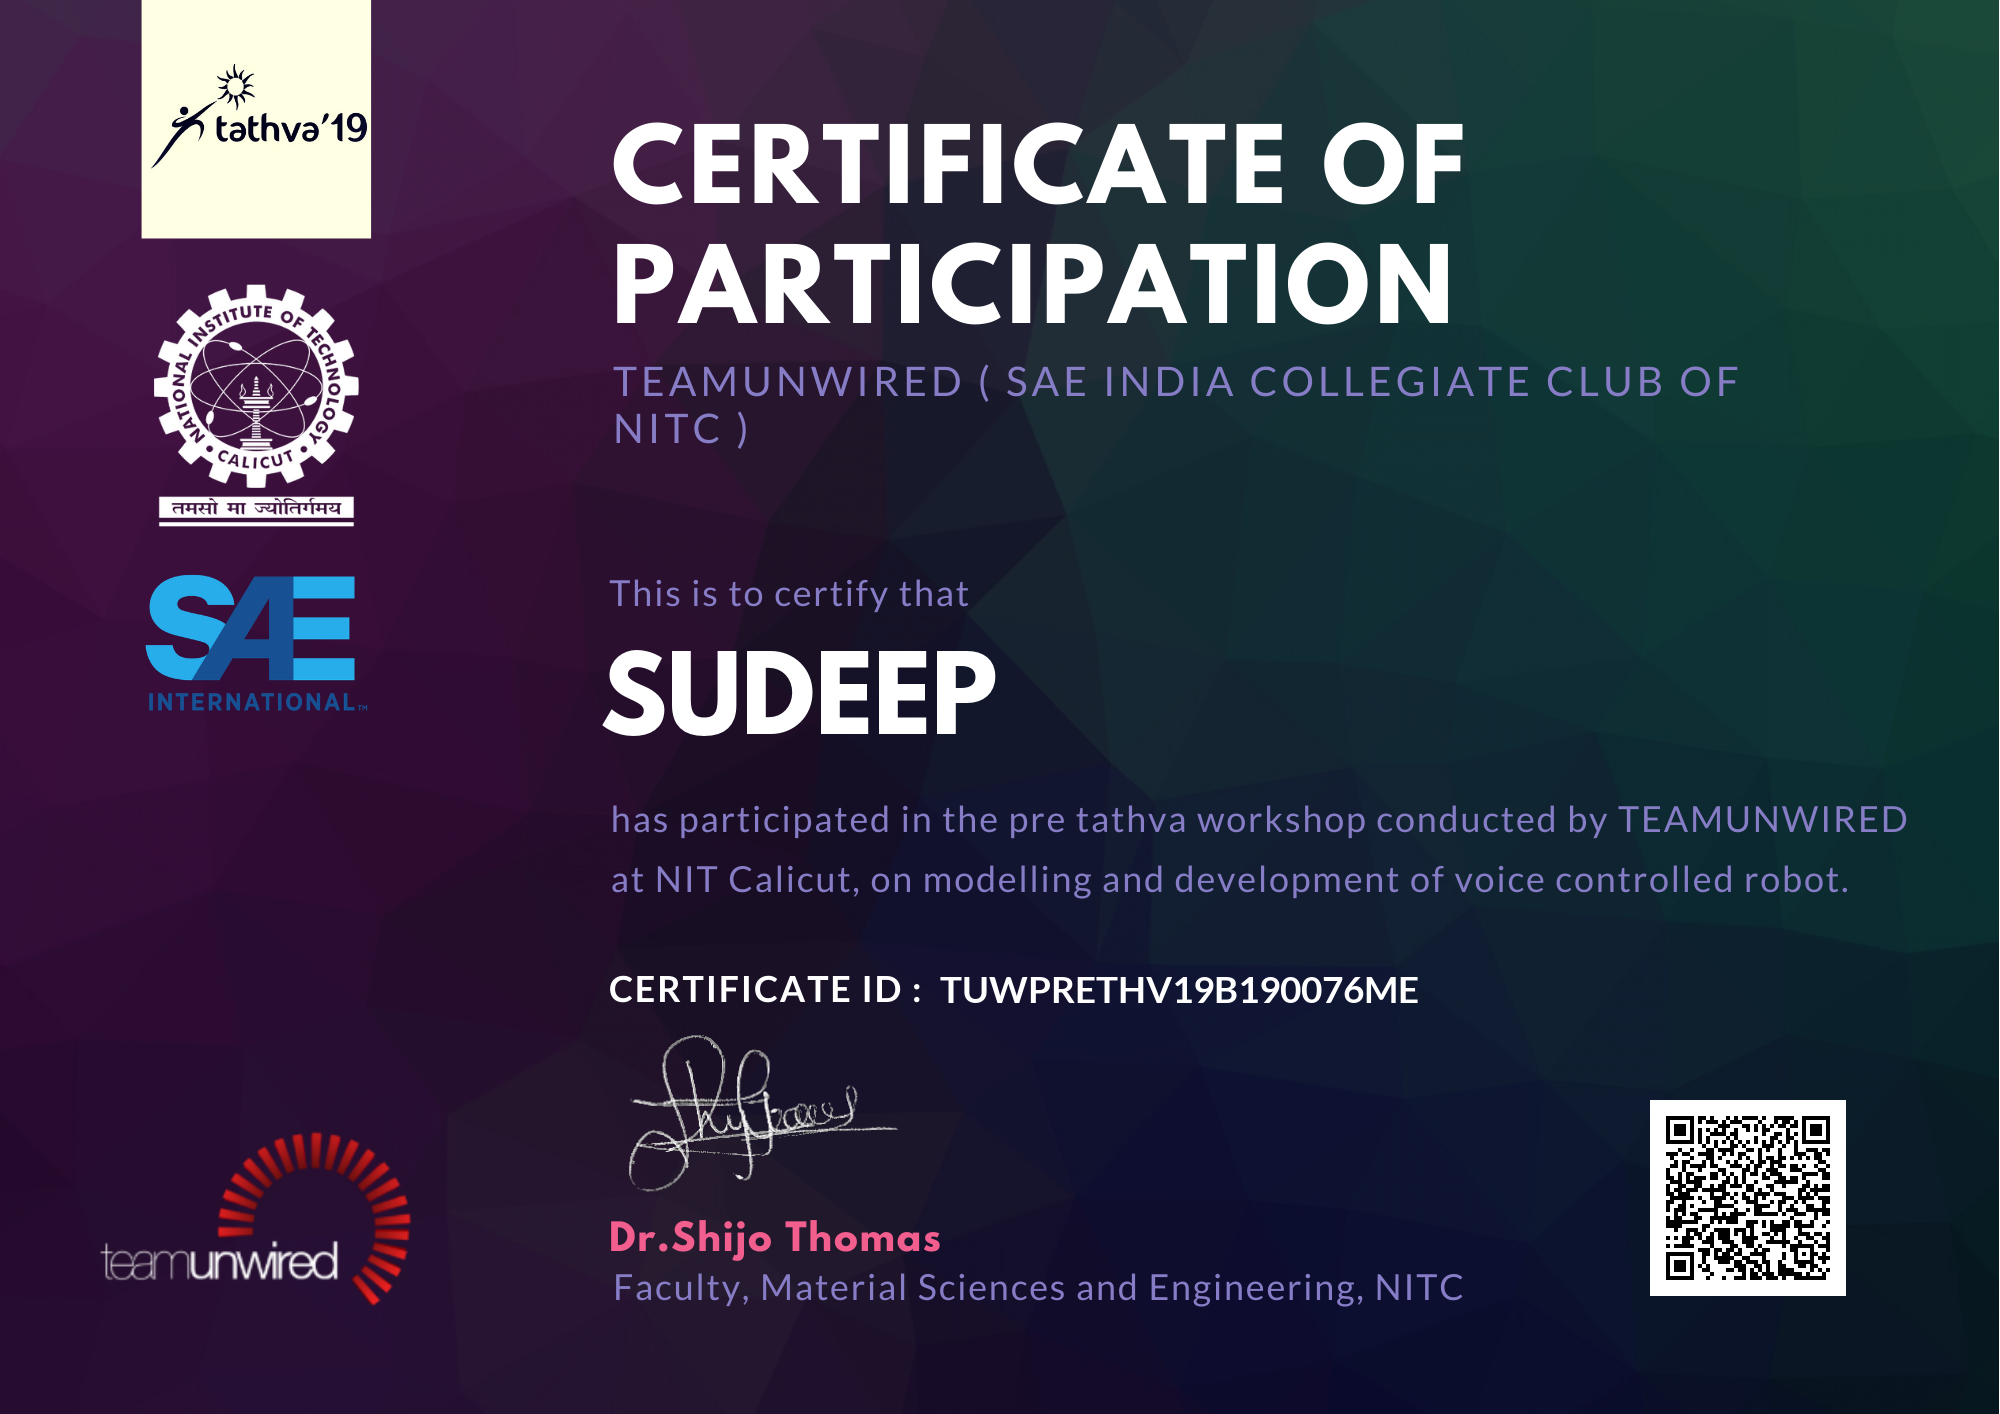 tathva'19
NATIONAL INSTITUTE OF TECHNOLOGY
• CALICUT •
तमसो मा ज्योतिर्गमय
SAE
INTERNATIONAL™
CERTIFICATE OF
PARTICIPATION
TEAMUNWIRED ( SAE INDIA COLLEGIATE CLUB OF
NITC )
This is to certify that
SUDEEP
has participated in the pre tathva workshop conducted by TEAMUNWIRED
at NIT Calicut, on modelling and development of voice controlled robot.
CERTIFICATE ID : TUWPRETHV19B190076ME
Dr.Shijo Thomas
Faculty, Material Sciences and Engineering, NITC
teamunwired